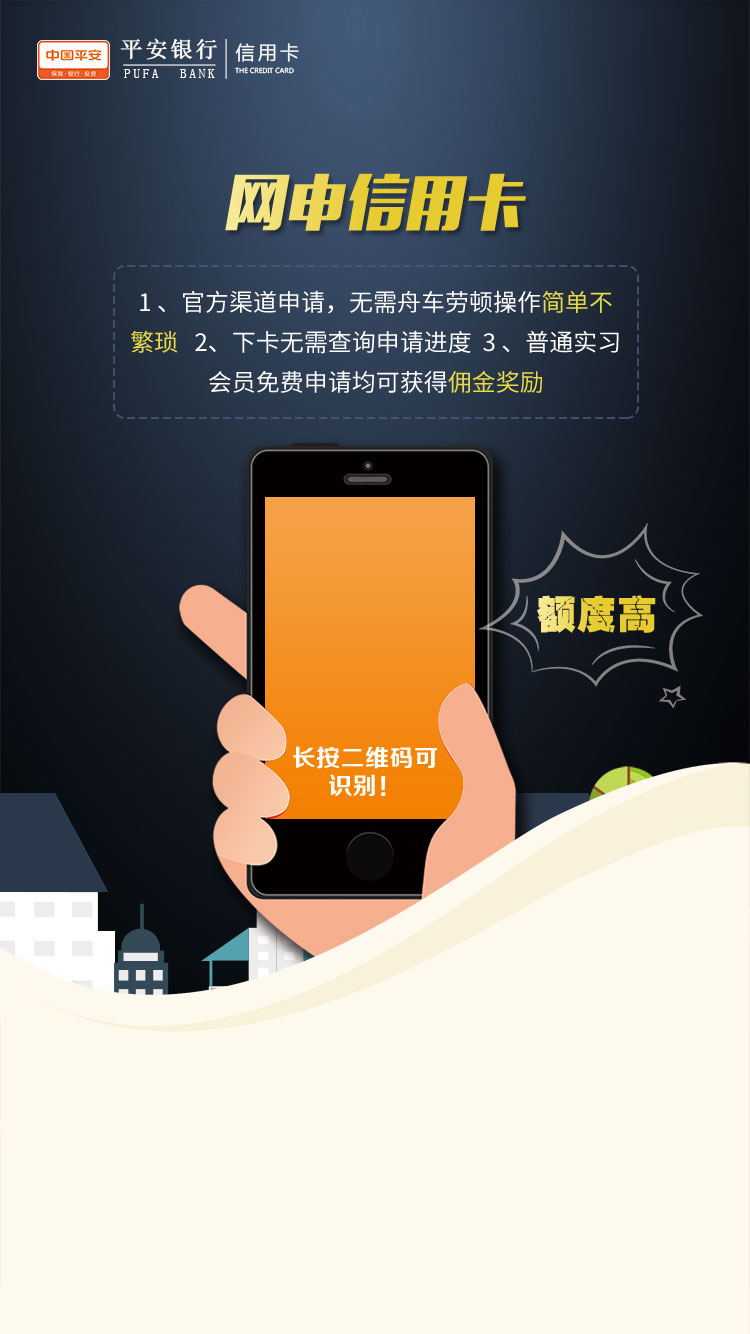 中国平安
保险·银行·投资
平安银行
PUFA BANK
信用卡
THE CREDIT CARD
网申信用卡
1、官方渠道申请，无需舟车劳顿操作简单不
繁琐 2、下卡无需查询申请进度 3、普通实习
会员免费申请均可获得佣金奖励
额度高
长按二维码可
识别！